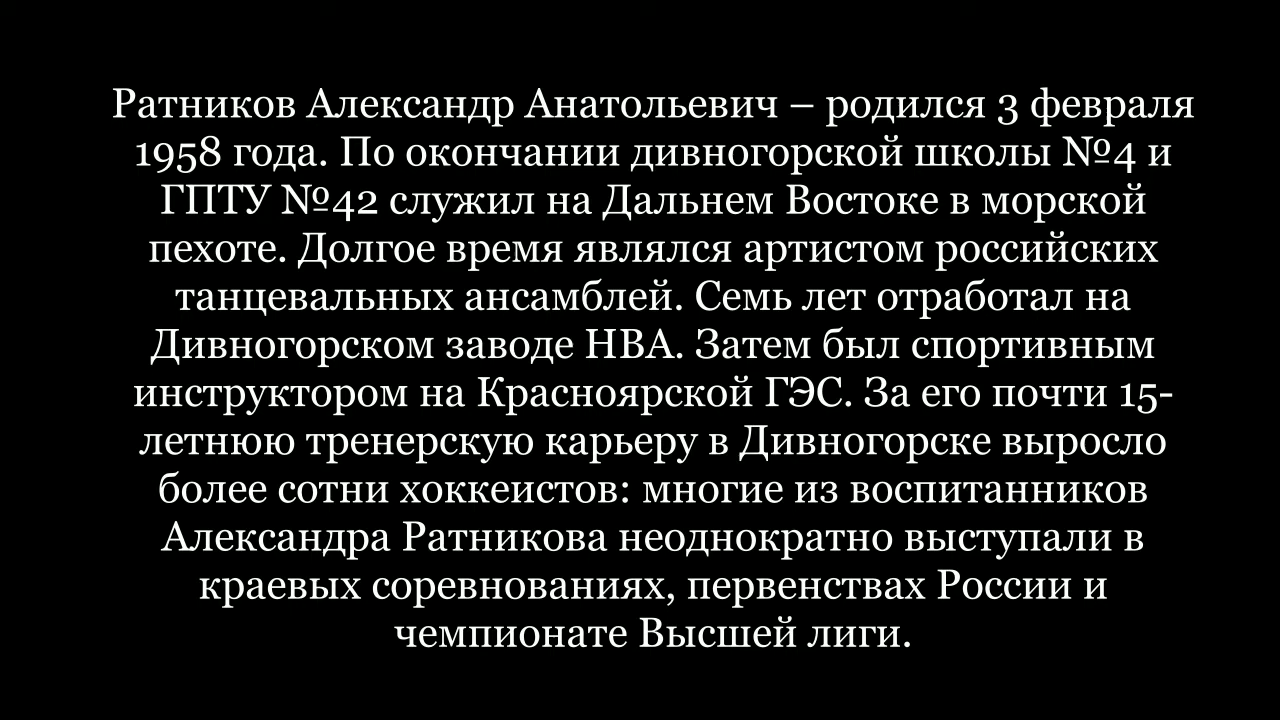 Ратников Александр Анатольевич – родился 3 февраля
1958 года. По окончании дивногорской школы №4 и
ГПТУ №42 служил на Дальнем Востоке в морской
пехоте. Долгое время являлся артистом российских
танцевальных ансамблей. Семь лет отработал на
Дивногорском заводе НВА. Затем был спортивным
инструктором на Красноярской ГЭС. За его почти 15-
летнюю тренерскую карьеру в Дивногорске выросло
более сотни хоккеистов: многие из воспитанников
Александра Ратникова неоднократно выступали в
краевых соревнованиях, первенствах России и
чемпионате Высшей лиги.